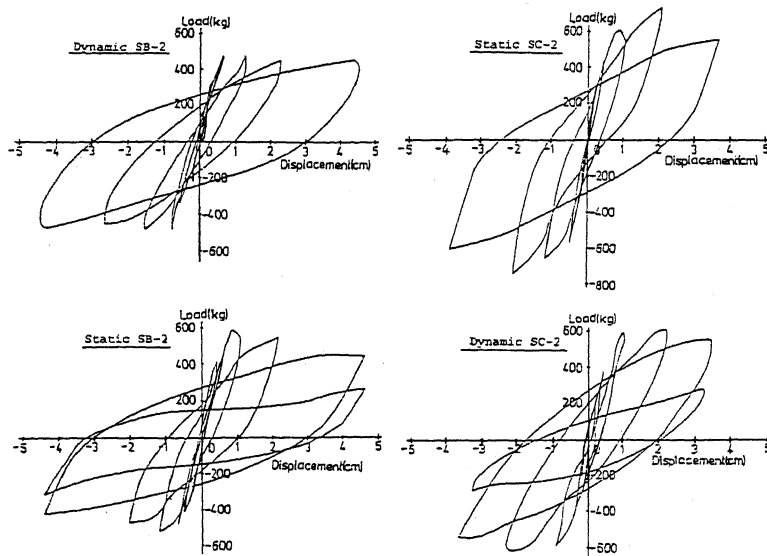 Load(kg)
600
Dynamic SB-2
400
200
-5 -4 -3 -2 -1 0 1 2 3 4 5
Displacement(cm)
-200
-400
-600
Load(kg)
600
Static SC-2
400
200
-5 -4 -3 -2 -1 0 1 2 3 4 5
Displacement(cm)
-200
-400
-600
-800
Load(kg)
600
Static SB-2
400
200
-5 -4 -3 -2 -1 0 1 2 3 4 5
Displacement(cm)
-200
-400
-600
Load(kg)
600
Dynamic SC-2
400
200
-5 -4 -3 -2 -1 0 1 2 3 4 5
Displacement(cm)
-200
-400
-600